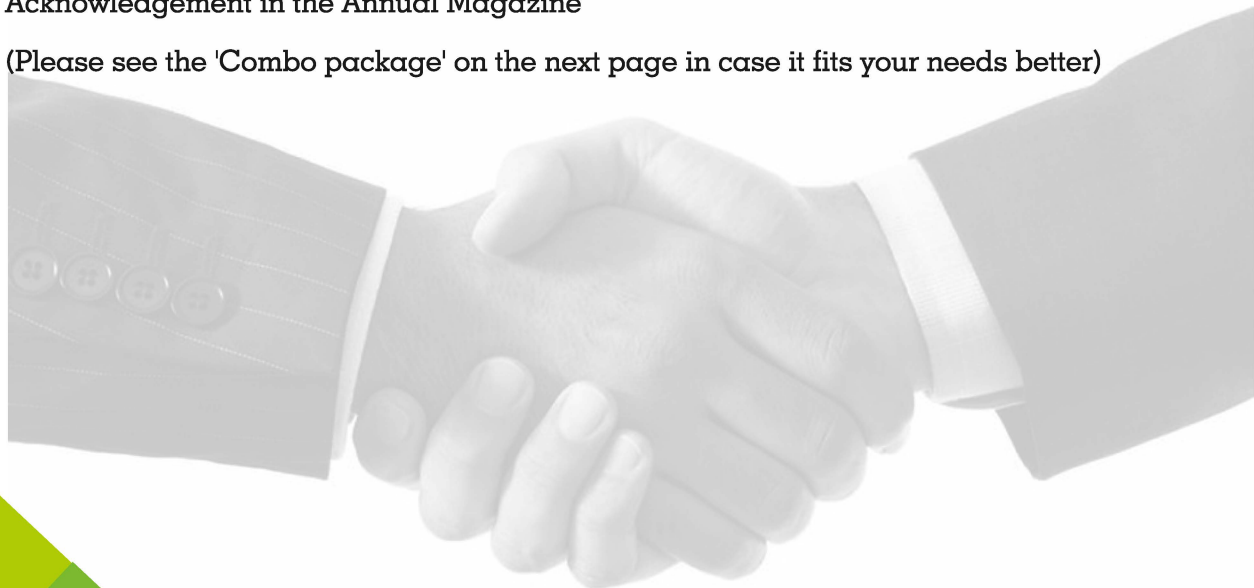 Acknowledgement in the Annual Magazine
(Please see the 'Combo package' on the next page in case it fits your needs better)